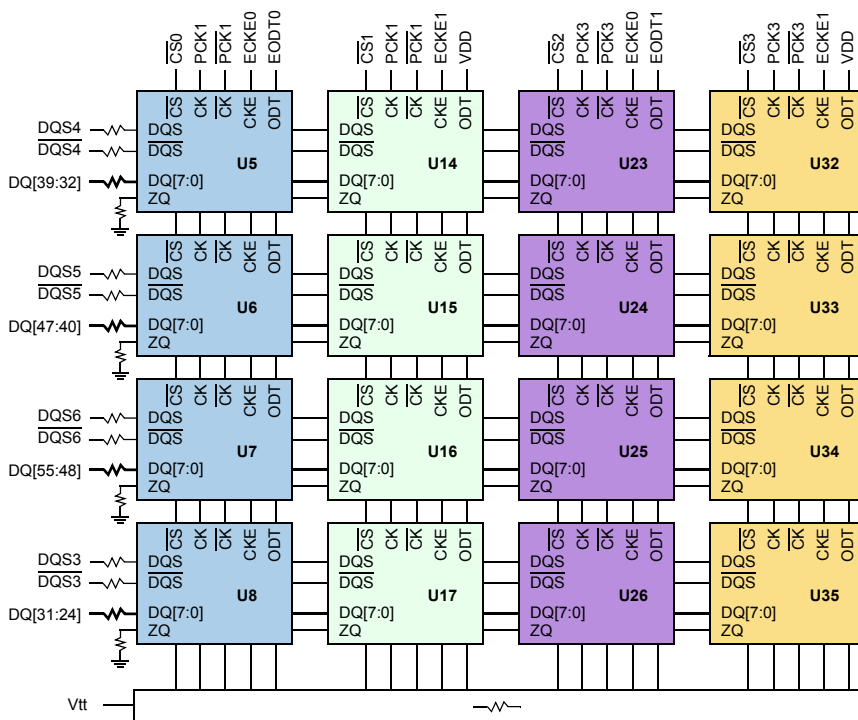 CS0 PCK1 PCK1 ECKE0 EODT0 CS1 PCK1 PCK1 ECKE1 VDD CS2 PCK3 PCK3 ECKE0 EODT1 CS3 PCK3 PCK3 ECKE1 VDD
CS CK CK CKE ODT CS CK CK CKE ODT CS CK CK CKE ODT CS CK CK CKE ODT
DQS4 DQS DQS DQS DQS
DQS4 DQS DQS DQS DQS
U5 U14 U23 U32
DQ[39:32] DQ[7:0] DQ[7:0] DQ[7:0] DQ[7:0]
ZQ ZQ ZQ ZQ
CS CK CK CKE ODT CS CK CK CKE ODT CS CK CK CKE ODT CS CK CK CKE ODT
DQS5 DQS DQS DQS DQS
DQS5 DQS DQS DQS DQS
U6 U15 U24 U33
DQ[47:40] DQ[7:0] DQ[7:0] DQ[7:0] DQ[7:0]
ZQ ZQ ZQ ZQ
CS CK CK CKE ODT CS CK CK CKE ODT CS CK CK CKE ODT CS CK CK CKE ODT
DQS6 DQS DQS DQS DQS
DQS6 DQS DQS DQS DQS
U7 U16 U25 U34
DQ[55:48] DQ[7:0] DQ[7:0] DQ[7:0] DQ[7:0]
ZQ ZQ ZQ ZQ
CS CK CK CKE ODT CS CK CK CKE ODT CS CK CK CKE ODT CS CK CK CKE ODT
DQS3 DQS DQS DQS DQS
DQS3 DQS DQS DQS DQS
U8 U17 U26 U35
DQ[31:24] DQ[7:0] DQ[7:0] DQ[7:0] DQ[7:0]
ZQ ZQ ZQ ZQ
Vtt